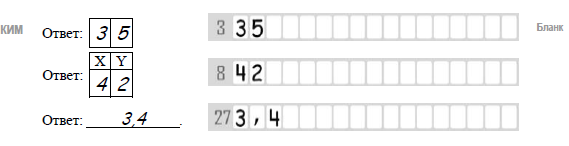 КИМ Ответ: 3 5 3 35 Бланк
X Y
Ответ: 4 2 8 42
Ответ: 3,4. 27 3,4